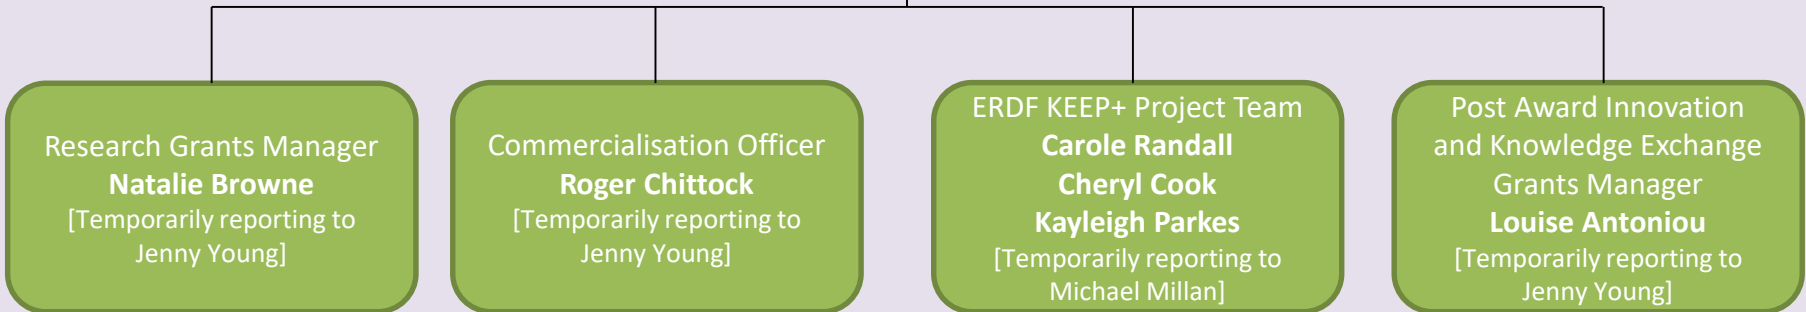 Research Grants Manager
Natalie Browne
[Temporarily reporting to
Jenny Young]
Commercialisation Officer
Roger Chittock
[Temporarily reporting to
Jenny Young]
ERDF KEEP+ Project Team
Carole Randall
Cheryl Cook
Kayleigh Parkes
[Temporarily reporting to
Michael Millan]
Post Award Innovation
and Knowledge Exchange
Grants Manager
Louise Antoniou
[Temporarily reporting to
Jenny Young]